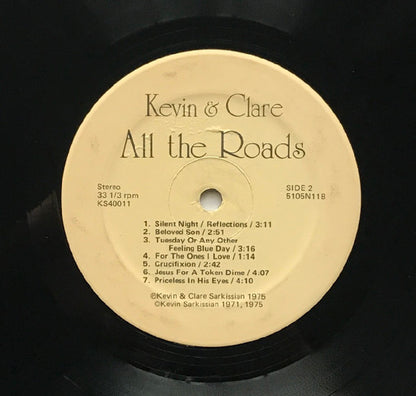 Kevin & Clare
All the Roads
Stereo
33 1/3 rpm
KS40011
SIDE 2
5105N11B
1. Silent Night / Reflections / 3:11
2. Beloved Son / 2:51
3. Tuesday Or Any Other
Feeling Blue Day / 3:16
4. For The Ones I Love / 1:14
5. Crucifixion / 2:42
6. Jesus For A Token Dime / 4:07
7. Priceless In His Eyes / 4:10
©Kevin & Clare Sarkissian 1975
©Kevin Sarkissian 1971, 1975